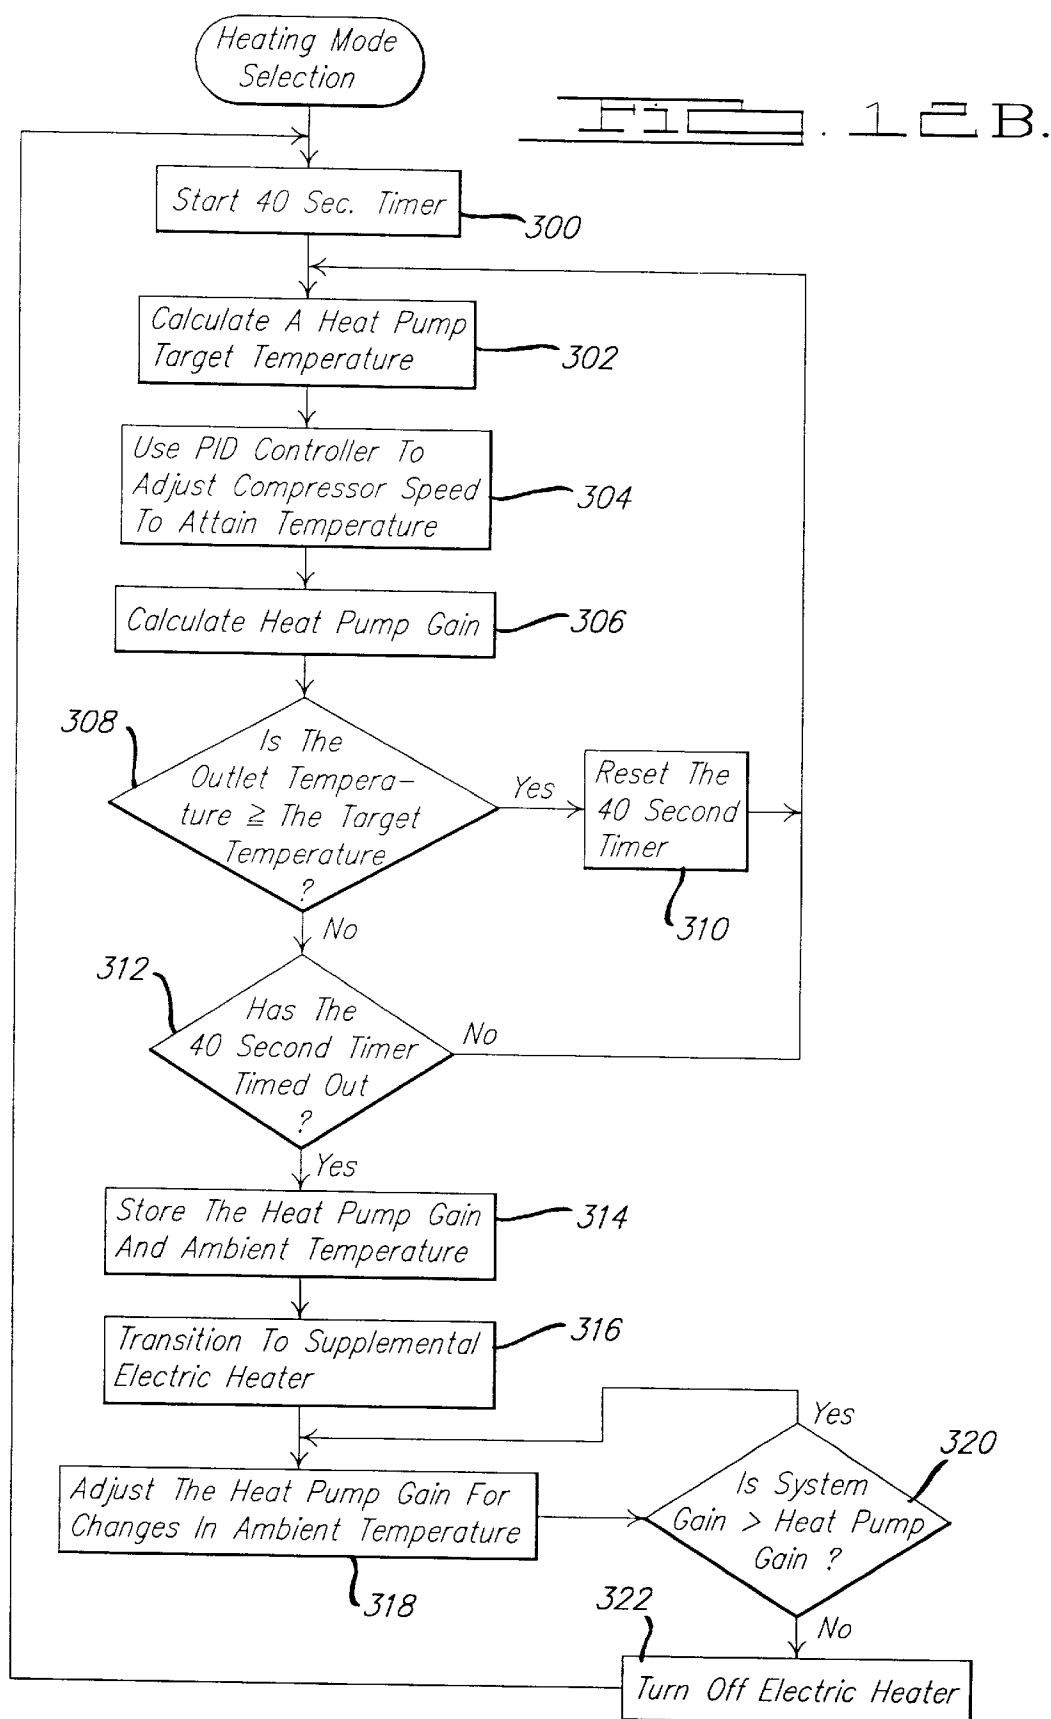 Heating Mode
Selection
FIG. 12B.
Start 40 Sec. Timer
300
Calculate A Heat Pump
Target Temperature
302
Use PID Controller To
Adjust Compressor Speed
To Attain Temperature
304
Calculate Heat Pump Gain
306
308
Is The
Outlet Tempera-
ture ≧ The Target
Temperature
?
Yes
Reset The
40 Second
Timer
310
No
312
Has The
40 Second Timer
Timed Out
?
No
Yes
Store The Heat Pump Gain
And Ambient Temperature
314
Transition To Supplemental
Electric Heater
316
Adjust The Heat Pump Gain For
Changes In Ambient Temperature
318
Yes
320
Is System
Gain > Heat Pump
Gain ?
No
322
Turn Off Electric Heater